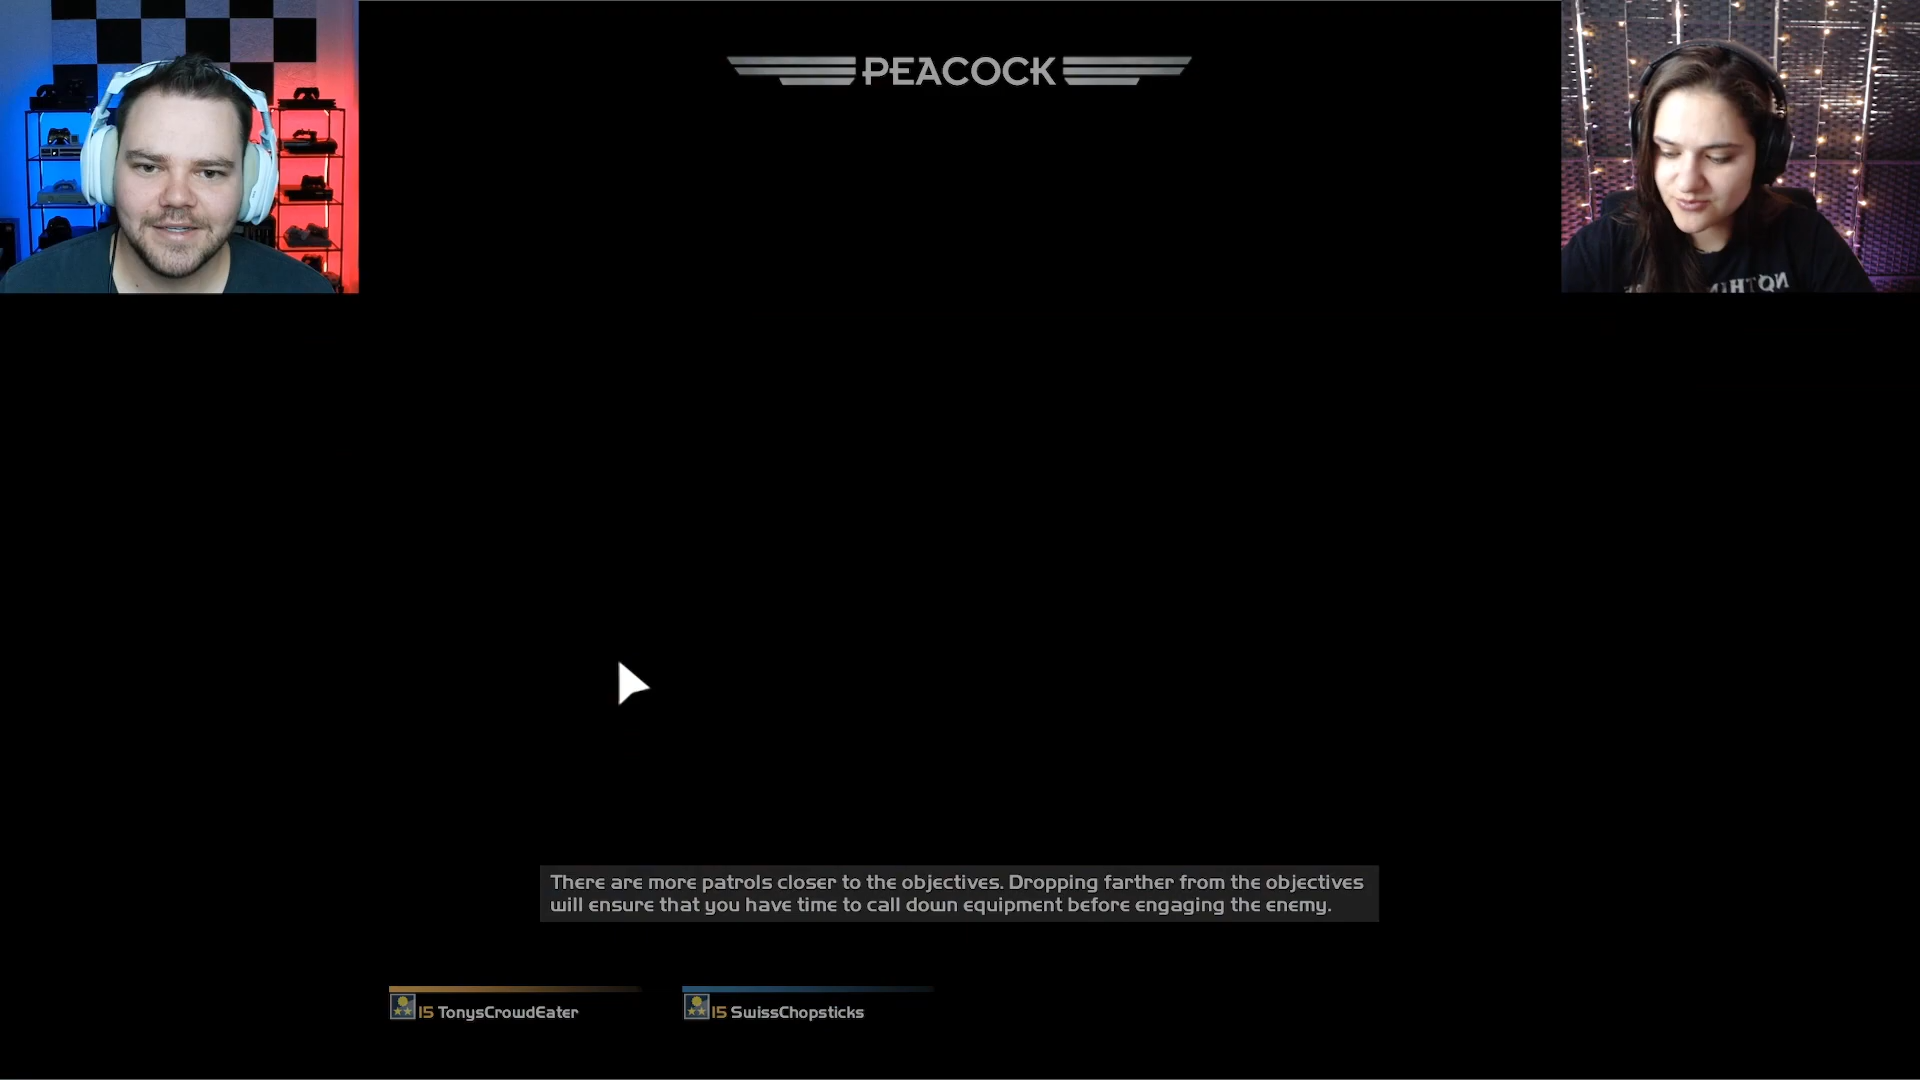 PEACOCK
NOTHIN
There are more patrols closer to the objectives. Dropping farther from the objectives
will ensure that you have time to call down equipment before engaging the enemy.
15 TonysCrowdEater
15 SwissChopsticks